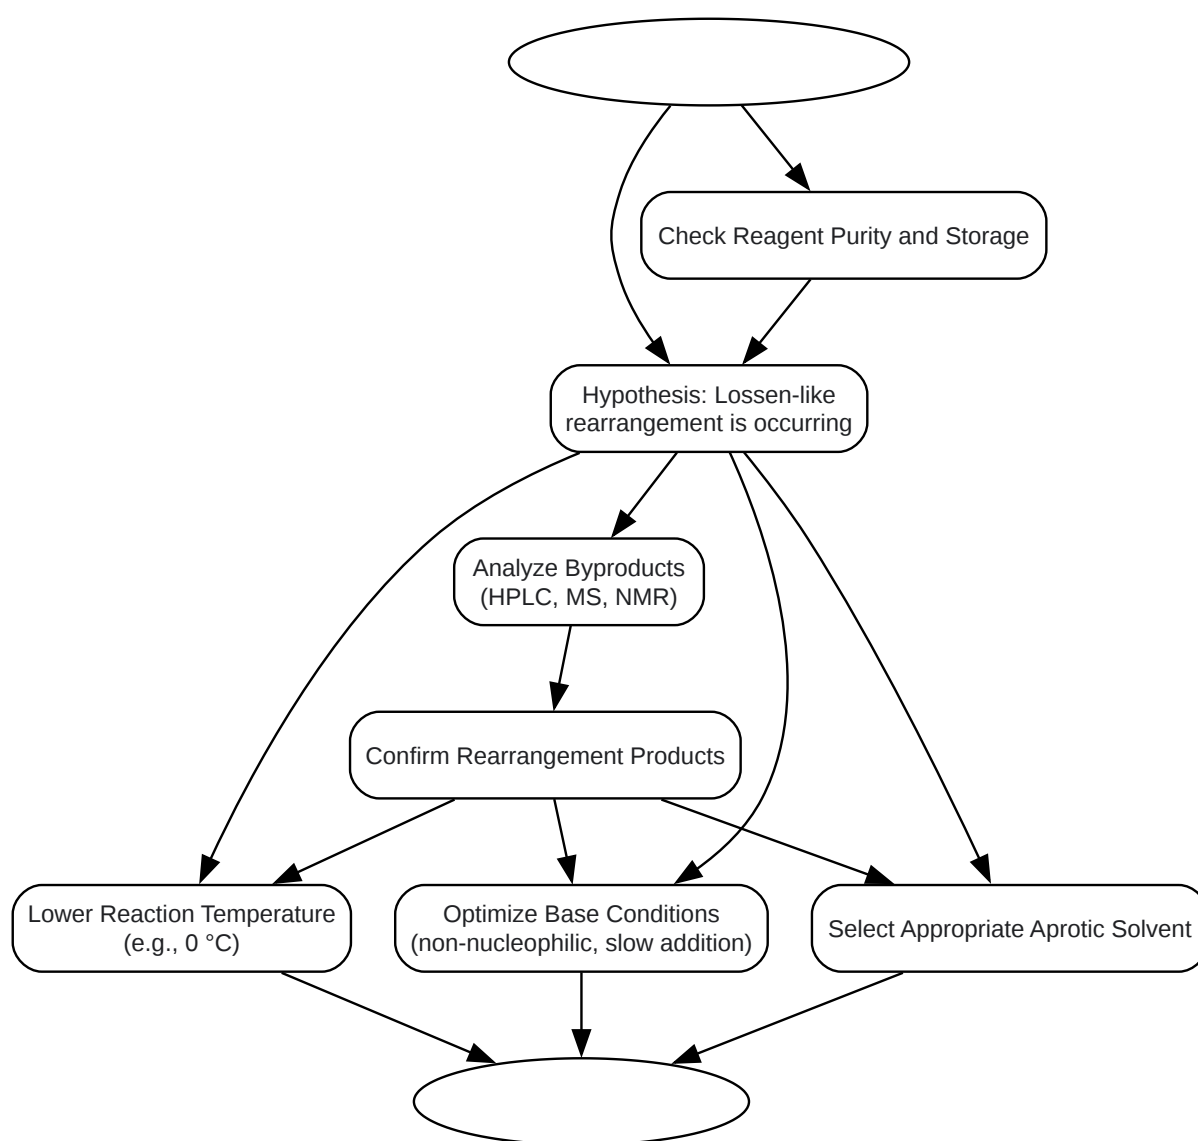 Check Reagent Purity and Storage
Hypothesis: Lossen-like
rearrangement is occurring
Analyze Byproducts
(HPLC, MS, NMR)
Confirm Rearrangement Products
Lower Reaction Temperature
(e.g., 0 °C)
Optimize Base Conditions
(non-nucleophilic, slow addition)
Select Appropriate Aprotic Solvent